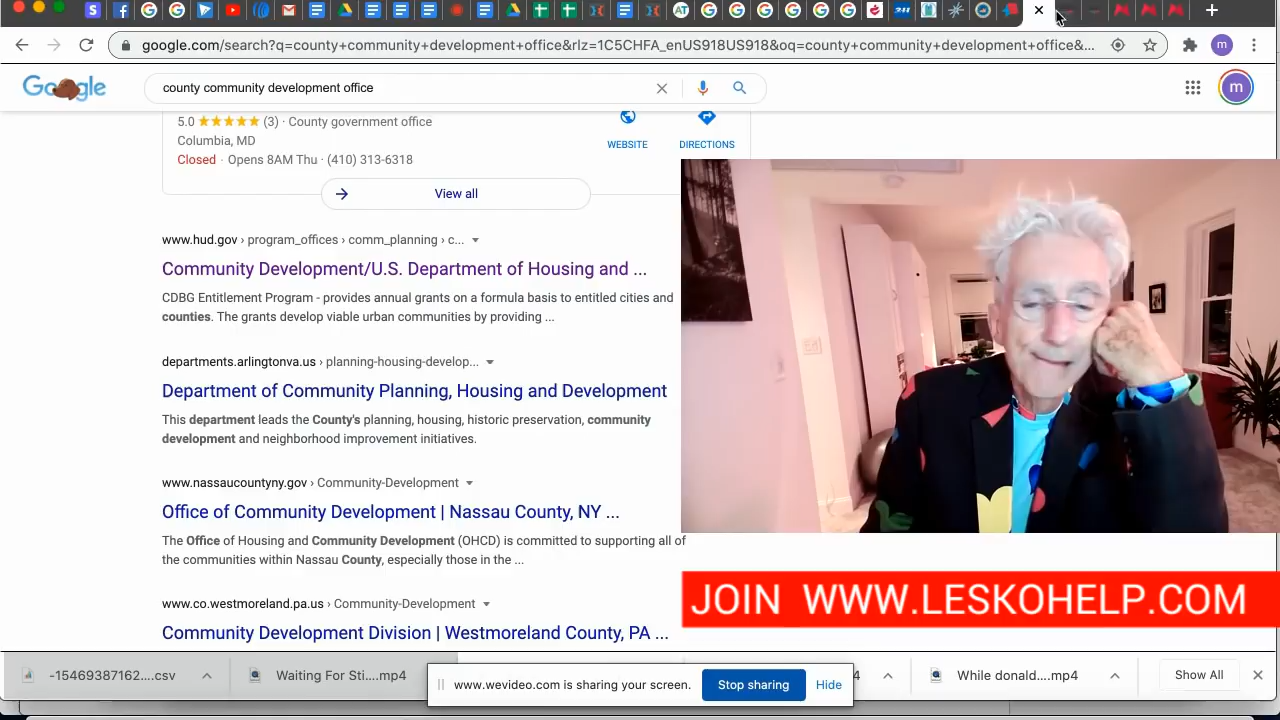 google.com/search?q=county+community+development+office&rlz=1C5CHFA_enUS918US918&oq=county+community+development+office&...
m
Google
county community development office
m
5.0 (3) · County government office
Columbia, MD
Closed · Opens 8AM Thu · (410) 313-6318
WEBSITE
DIRECTIONS
View all
www.hud.gov › program_offices › comm_planning › c...
Community Development/U.S. Department of Housing and ...
CDBG Entitlement Program - provides annual grants on a formula basis to entitled cities and
counties. The grants develop viable urban communities by providing ...
departments.arlingtonva.us › planning-housing-develop...
Department of Community Planning, Housing and Development
This department leads the County's planning, housing, historic preservation, community
development and neighborhood improvement initiatives.
www.nassaucountyny.gov › Community-Development
Office of Community Development | Nassau County, NY ...
The Office of Housing and Community Development (OHCD) is committed to supporting all of
the communities within Nassau County, especially those in the ...
www.co.westmoreland.pa.us › Community-Development
Community Development Division | Westmoreland County, PA ...
JOIN WWW.LESKOHELP.COM
-15469387162....csv
Waiting For Sti....mp4
www.wevideo.com is sharing your screen.
Stop sharing
Hide
4
While donald....mp4
Show All